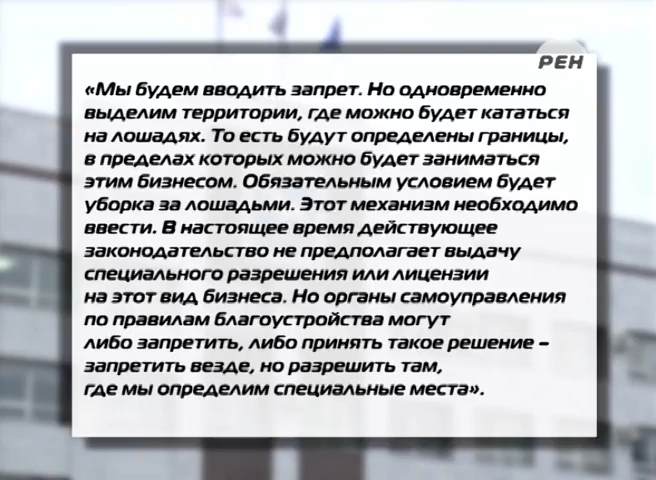 РЕН
«Мы будем вводить запрет. Но одновременно
выделим территории, где можно будет кататься
на лошадях. То есть будут определены границы,
в пределах которых можно будет заниматься
этим бизнесом. Обязательным условием будет
уборка за лошадьми. Этот механизм необходимо
ввести. В настоящее время действующее
законодательство не предполагает выдачу
специального разрешения или лицензии
на этот вид бизнеса. Но органы самоуправления
по правилам благоустройства могут
либо запретить, либо принять такое решение –
запретить везде, но разрешить там,
где мы определим специальные места».